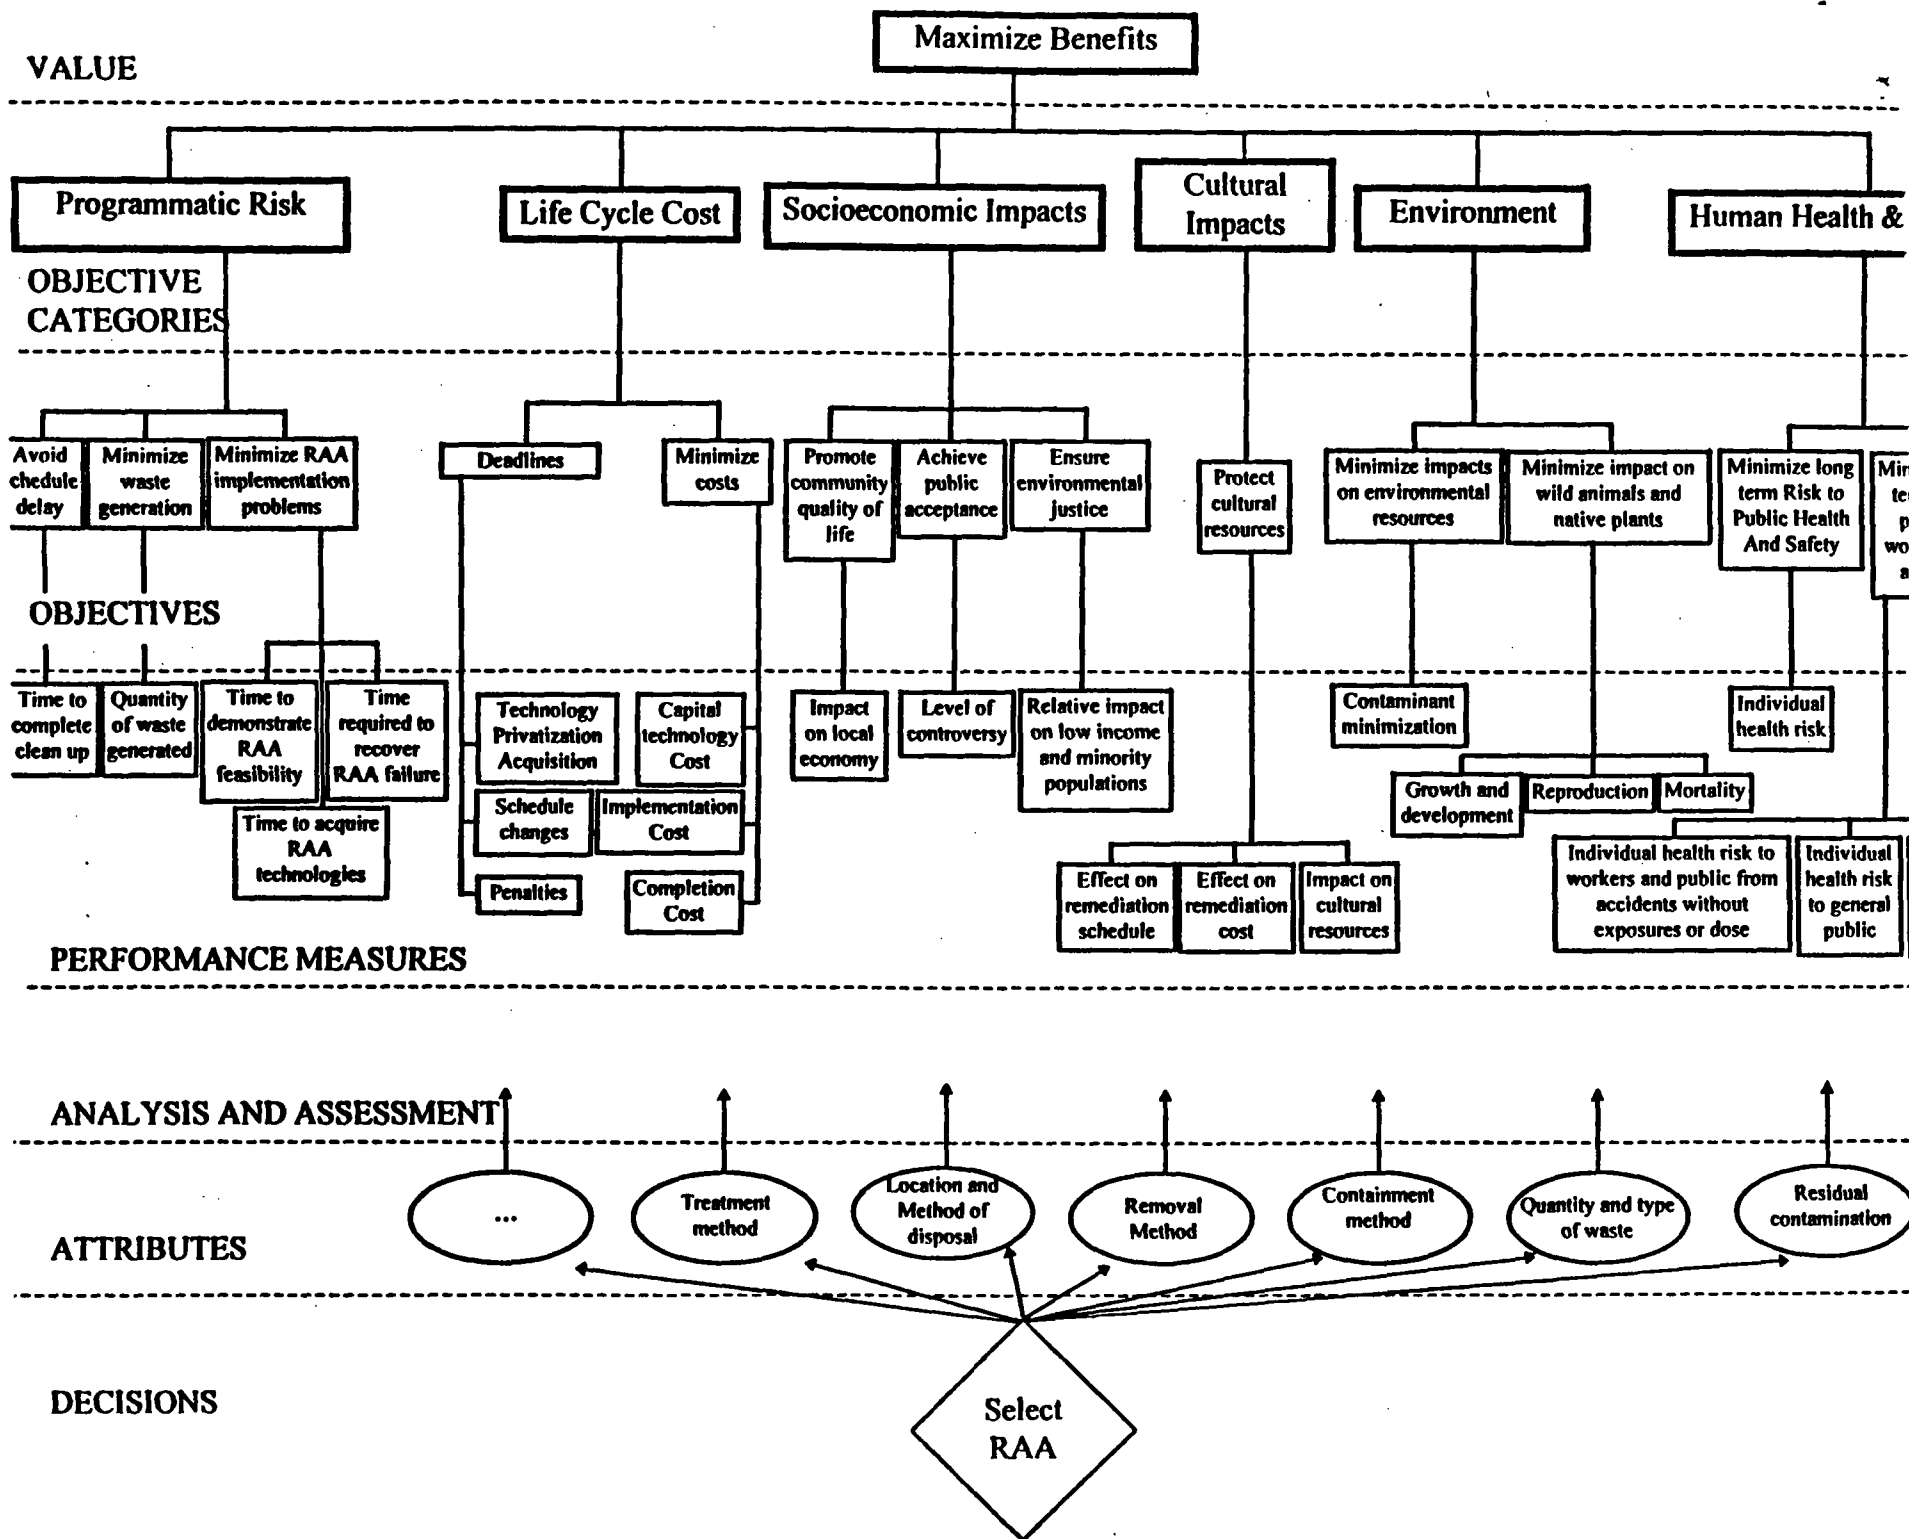 Maximize Benefits
VALUE
Programmatic Risk
Life Cycle Cost
Socioeconomic Impacts
Cultural
Impacts
Environment
Human Health &
OBJECTIVE
CATEGORIES
Avoid
chedule
delay
Minimize
waste
generation
Minimize RAA
implementation
problems
Deadlines
Minimize
costs
Promote
community
quality of
life
Achieve
public
acceptance
Ensure
environmental
justice
Protect
cultural
resources
Minimize impacts
on environmental
resources
Minimize impact on
wild animals and
native plants
Minimize long
term Risk to
Public Health
And Safety
OBJECTIVES
Time to
complete
clean up
Quantity
of waste
generated
Time to
demonstrate
RAA
feasibility
Time
required to
recover
RAA failure
Time to acquire
RAA
technologies
Technology
Privatization
Acquisition
Schedule
changes
Penalties
Capital
technology
Cost
Implementation
Cost
Completion
Cost
Impact
on local
economy
Level of
controversy
Relative impact
on low income
and minority
populations
Effect on
remediation
schedule
Effect on
remediation
cost
Impact on
cultural
resources
Contaminant
minimization
Growth and
development
Reproduction
Mortality
Individual
health risk
Individual health risk to
workers and public from
accidents without
exposures or dose
Individual
health risk
to general
public
PERFORMANCE MEASURES
ANALYSIS AND ASSESSMENT
...
Treatment
method
Location and
Method of
disposal
Removal
Method
Containment
method
Quantity and type
of waste
Residual
contamination
ATTRIBUTES
DECISIONS
Select
RAA